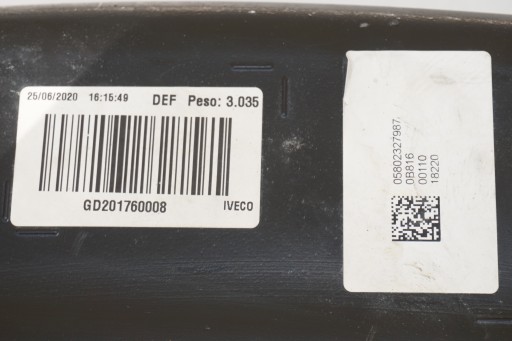 25/06/2020 16:15:49 DEF Peso: 3.035
GD201760008 IVECO
05802327987
0B816
00110
18220